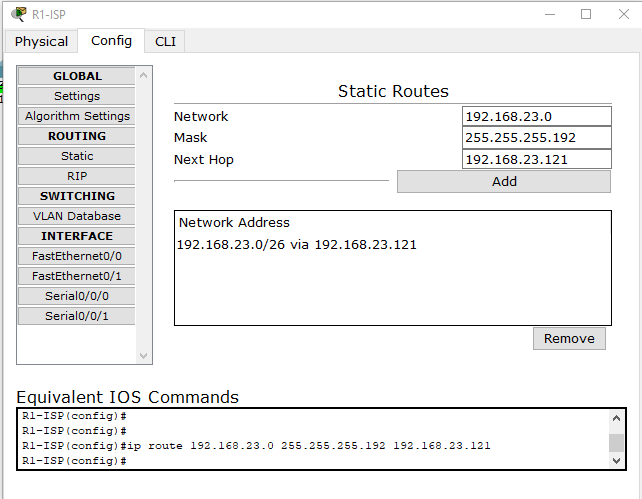 R1-ISP
Physical Config CLI
GLOBAL
Settings
Algorithm Settings
ROUTING
Static
RIP
SWITCHING
VLAN Database
INTERFACE
FastEthernet0/0
FastEthernet0/1
Serial0/0/0
Serial0/0/1
Static Routes
Network 192.168.23.0
Mask 255.255.255.192
Next Hop 192.168.23.121
Add
Network Address
192.168.23.0/26 via 192.168.23.121
Remove
Equivalent IOS Commands
R1-ISP(config)#
R1-ISP(config)#
R1-ISP(config)#ip route 192.168.23.0 255.255.255.192 192.168.23.121
R1-ISP(config)#